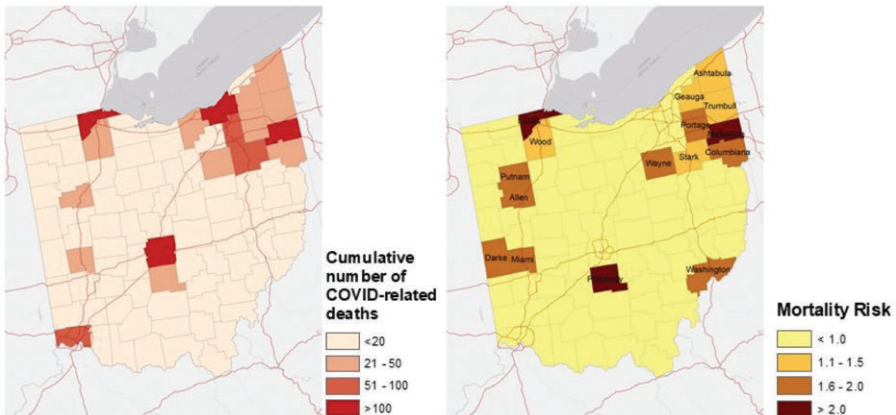 Cumulative
number of
COVID-related
deaths
<20
21 - 50
51 - 100
>100
Ashtabula
Geauga
Trumbull
Portage
Wood
Columbiana
Stark
Wayne
Putnam
Allen
Darke
Miami
Washington
Mortality Risk
< 1.0
1.1 - 1.5
1.6 - 2.0
> 2.0